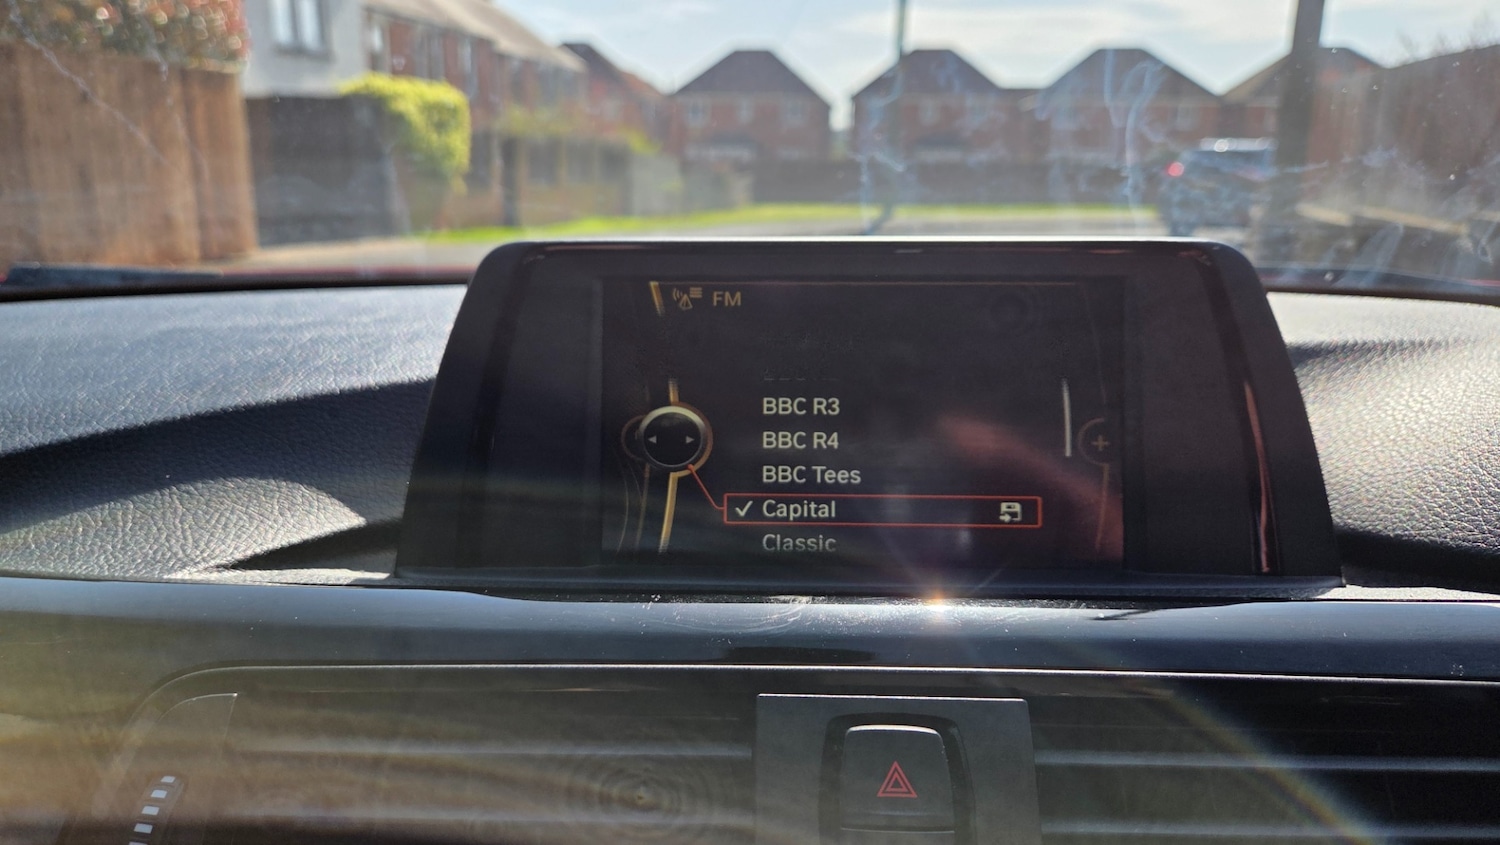 FM
BBC R3
BBC R4
BBC Tees
✓ Capital
Classic